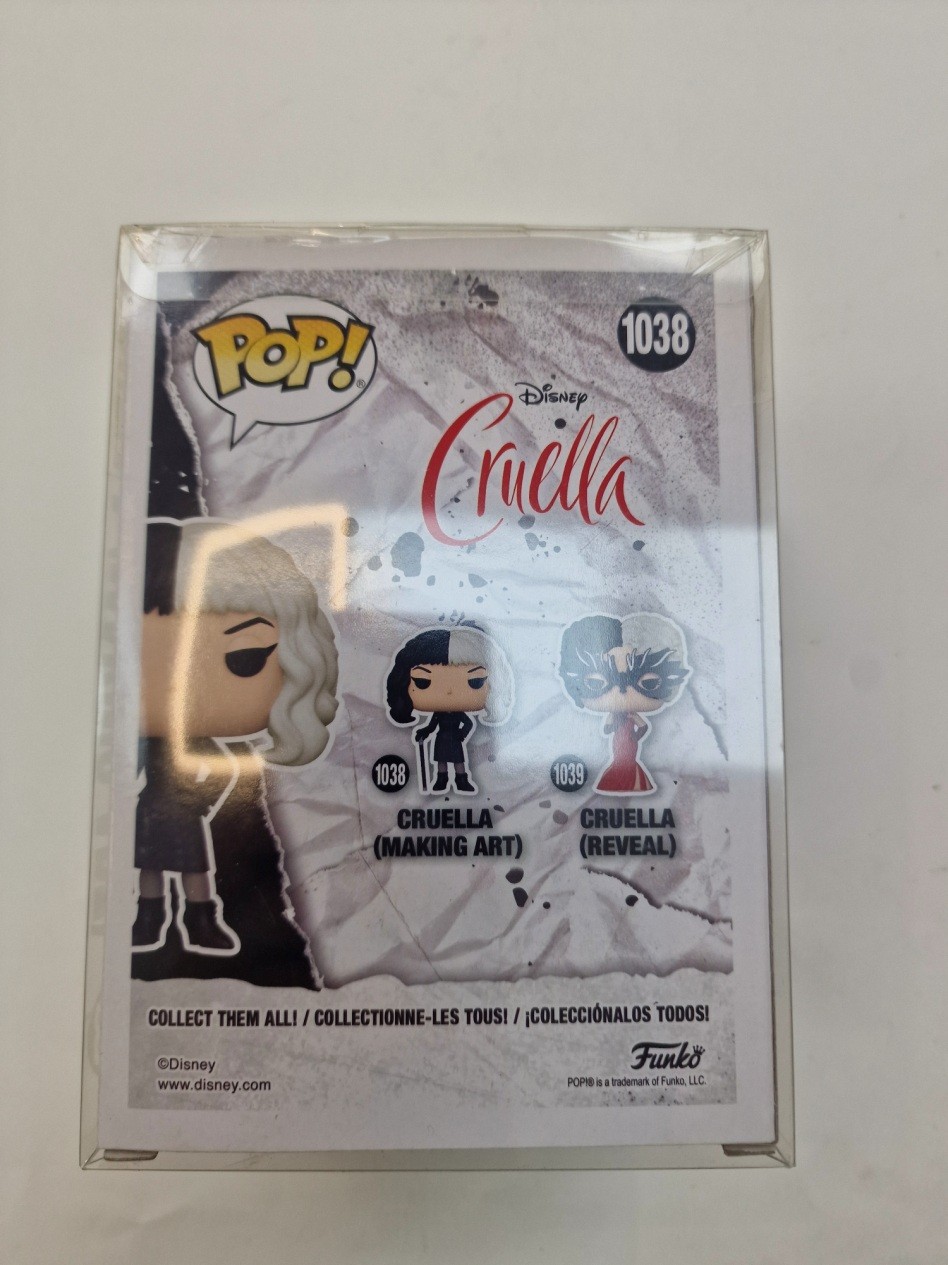 POP!®
1038
Disney
Cruella
1038
CRUELLA
(MAKING ART)
1039
CRUELLA
(REVEAL)
COLLECT THEM ALL! / COLLECTIONNE-LES TOUS! / ¡COLECCIÓNALOS TODOS!
©Disney
www.disney.com
Funko
POP!® is a trademark of Funko, LLC.